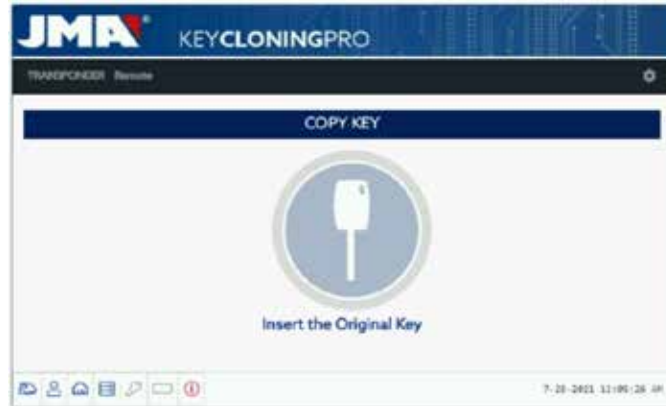 JMA KEYCLONINGPRO
TRANSPONDER Remote
COPY KEY
Insert the Original Key